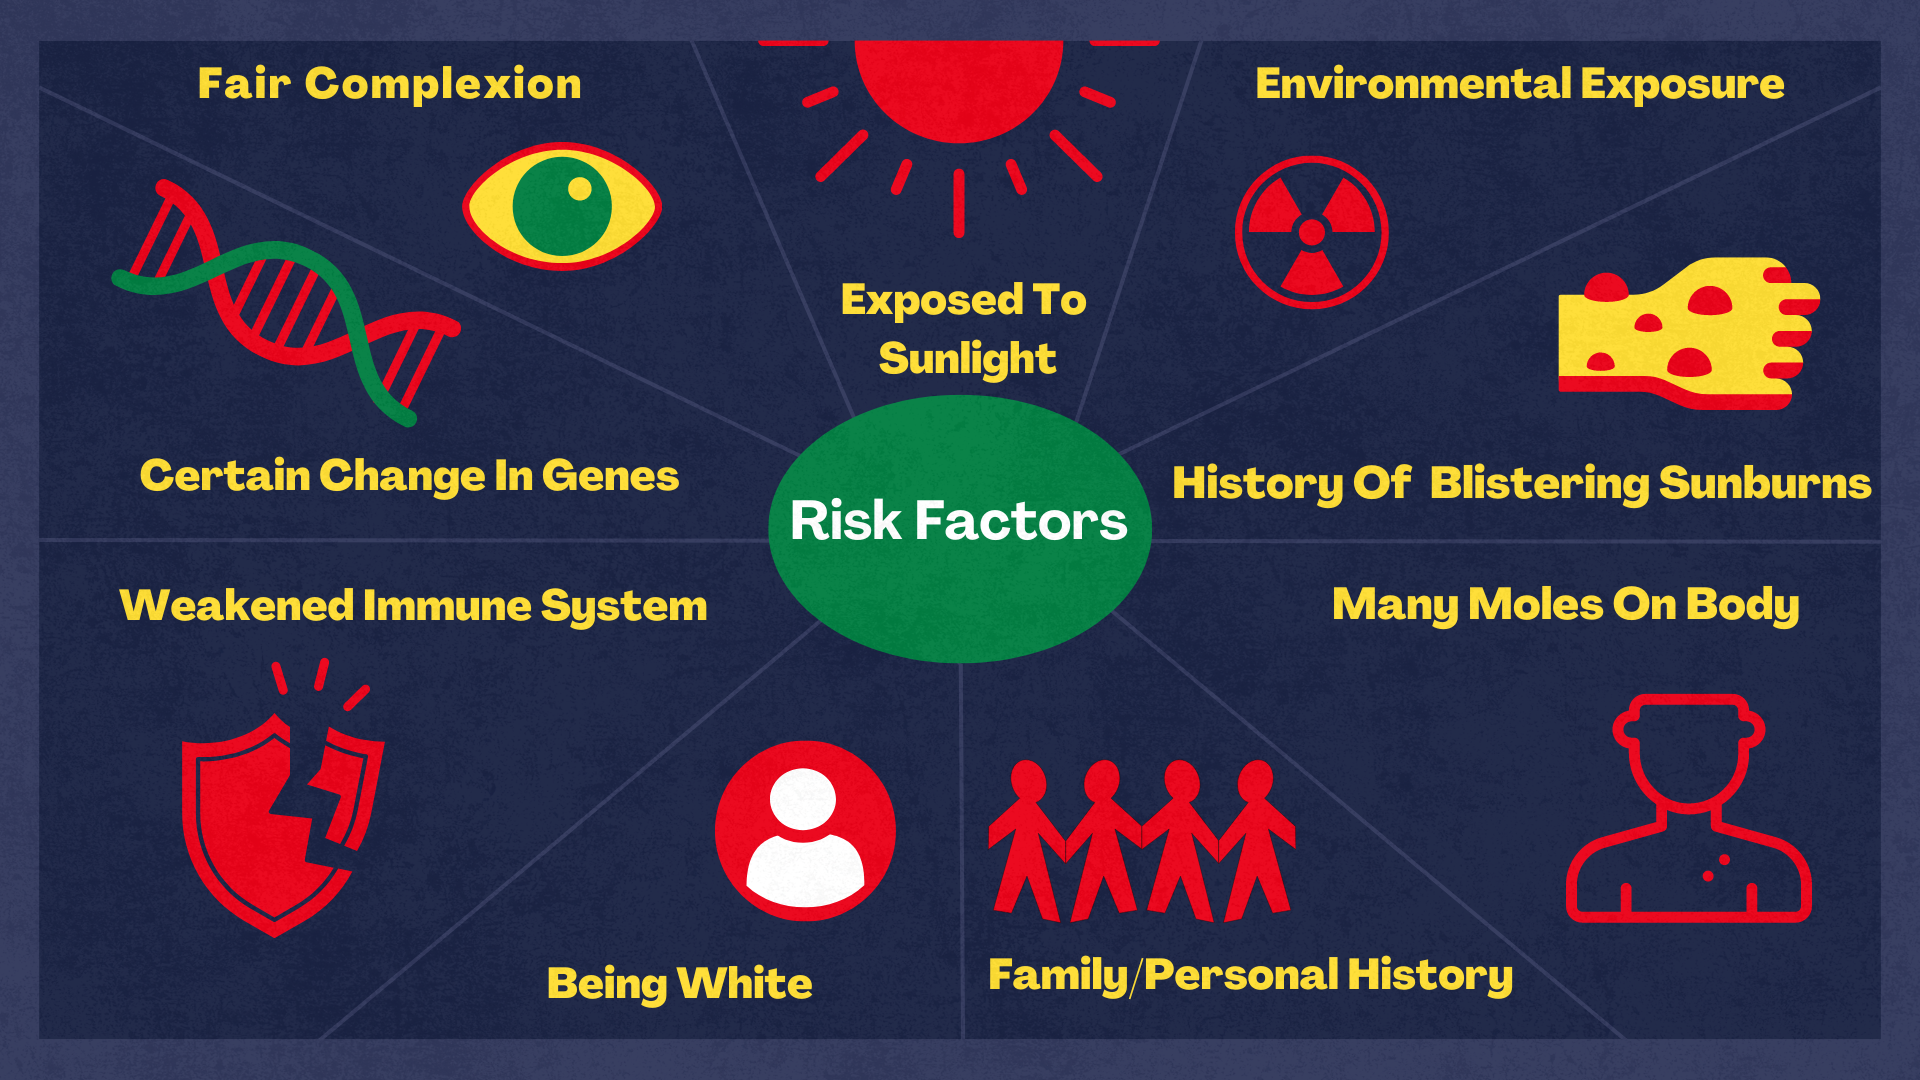 Fair Complexion
Environmental Exposure
Exposed To
Sunlight
Certain Change In Genes
History Of Blistering Sunburns
Risk Factors
Weakened Immune System
Many Moles On Body
Being White
Family/Personal History